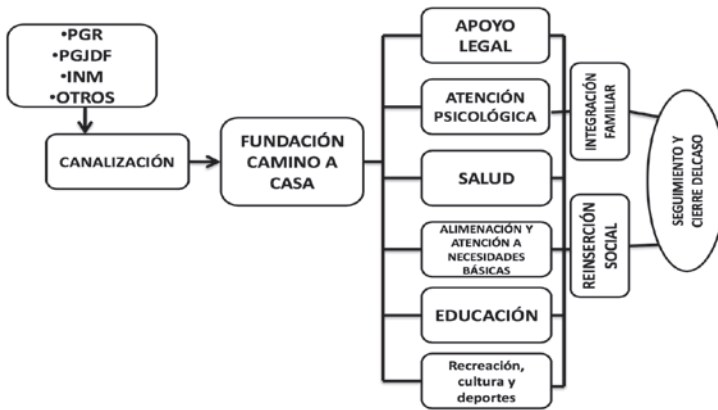 •PGR
•PGJDF
•INM
•OTROS
CANALIZACIÓN
FUNDACIÓN
CAMINO A
CASA
APOYO
LEGAL
ATENCIÓN
PSICOLÓGICA
SALUD
ALIMENACIÓN Y
ATENCIÓN A
NECESIDADES
BÁSICAS
EDUCACIÓN
Recreación,
cultura y
deportes
INTEGRACIÓN
FAMILIAR
REINSERCIÓN
SOCIAL
SEGUIMIENTO Y
CIERRE DELCASO